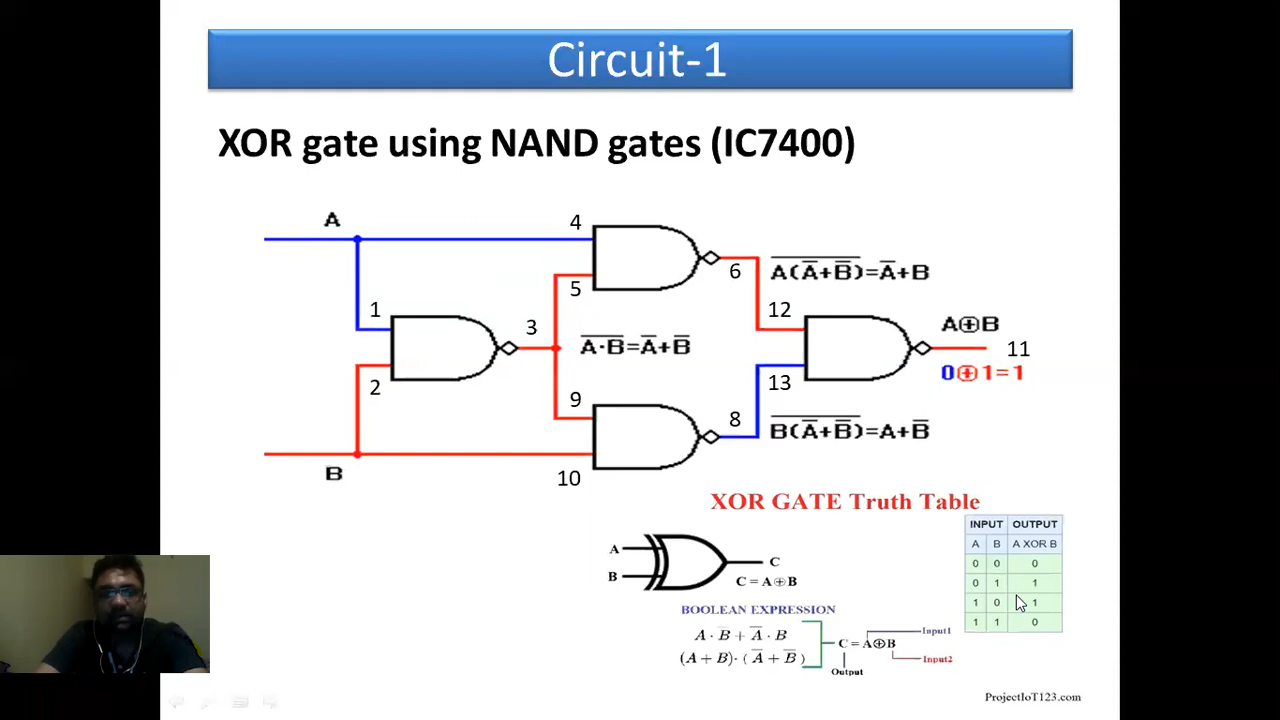 Circuit-1
XOR gate using NAND gates (IC7400)
A
4
5
6
A(A̅+B̅)=A̅+B
1
2
3
A·B=A̅+B̅
12
13
A⊕B
11
0⊕1=1
9
10
8
B(A̅+B̅)=A+B̅
B
XOR GATE Truth Table
INPUT OUTPUT
A B A XOR B
0 0 0
0 1 1
1 0 1
1 1 0
A
B
C
C = A⊕B
BOOLEAN EXPRESSION
A · B̅ + A̅ · B
(A + B) · (A̅ + B̅)
C = A⊕B
Input1
Input2
Output
ProjectIoT123.com